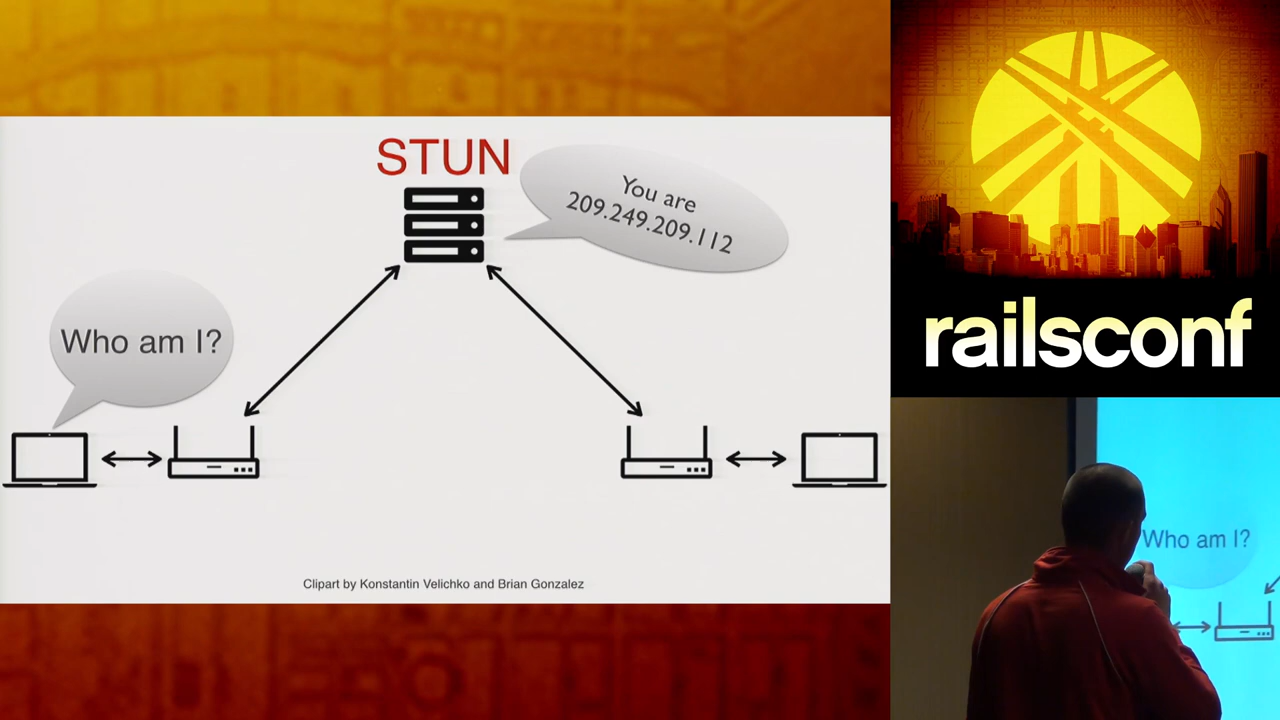 STUN
You are
209.249.209.112
Who am I?
Clipart by Konstantin Velichko and Brian Gonzalez
railsconf
Who am I?